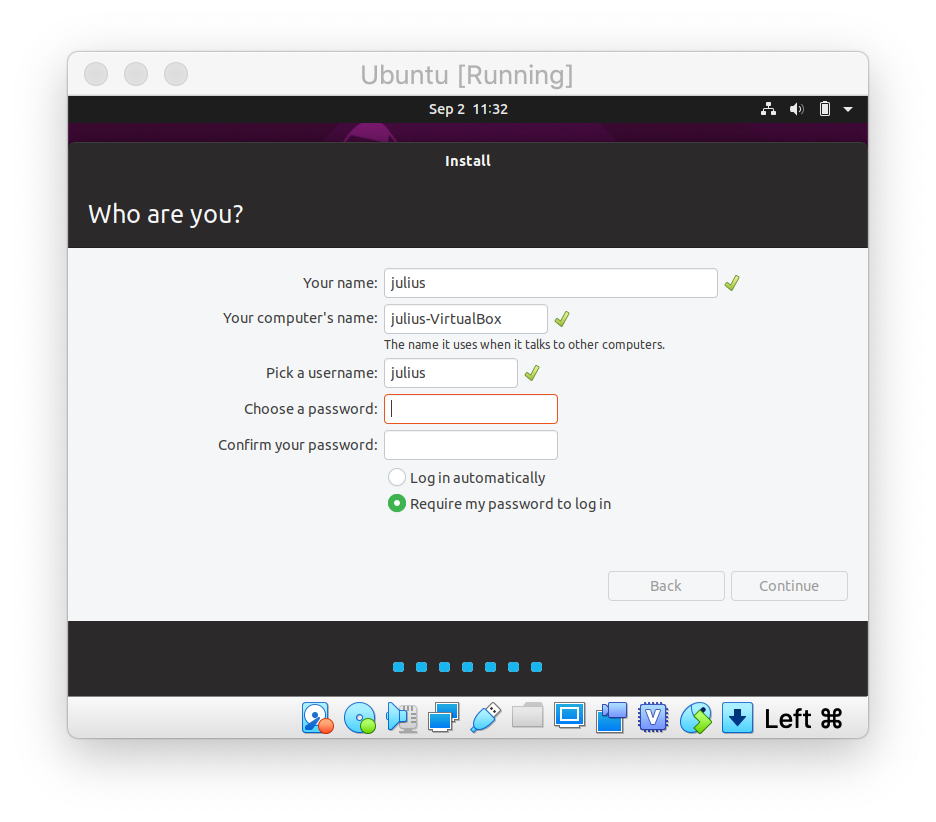 Ubuntu [Running]
Sep 2 11:32
Install
Who are you?
Your name: julius
Your computer's name: julius-VirtualBox
The name it uses when it talks to other computers.
Pick a username: julius
Choose a password:
Confirm your password:
Log in automatically
Require my password to log in
Back Continue
V
Left ⌘